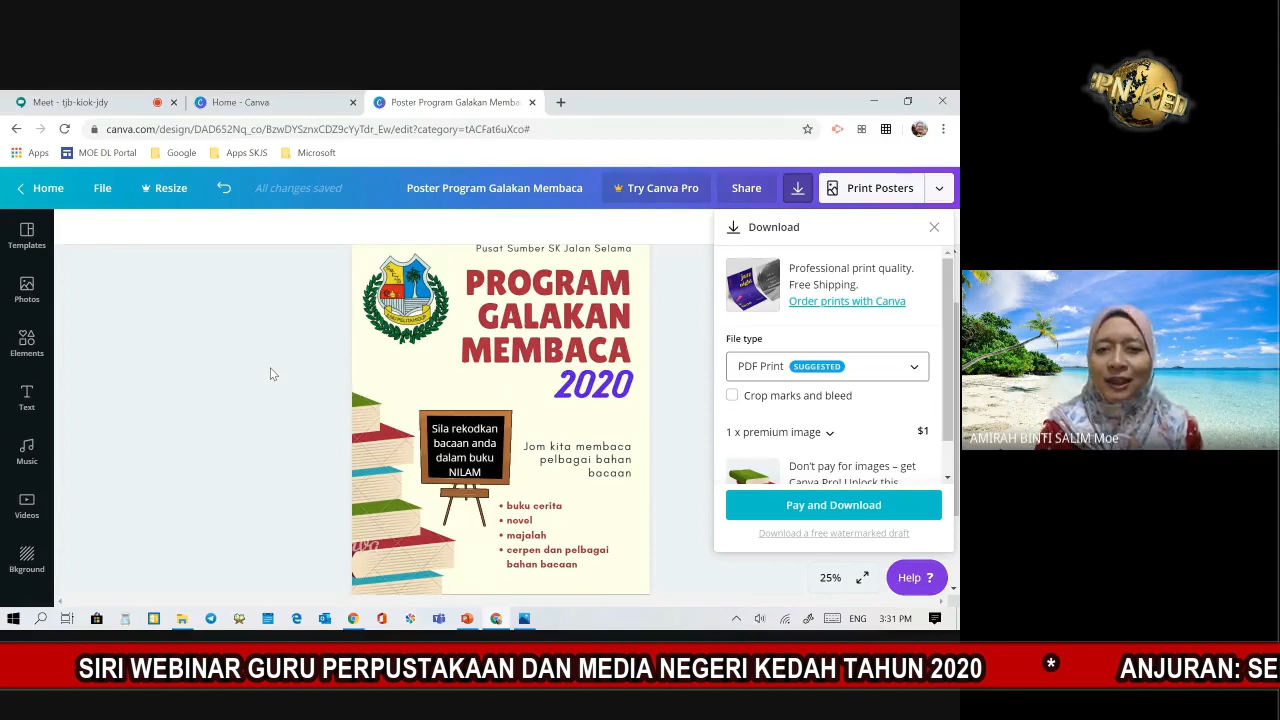 Meet - tjb-kiok-jdy
Home - Canva
Poster Program Galakan Memba
canva.com/design/DAD652Nq_co/BzwDYSznxCDZ9cYyTdr_Ew/edit?category=tACFat6uXco#
Apps
MOE DL Portal
Google
Apps SKJS
Microsoft
Home
File
Resize
All changes saved
Poster Program Galakan Membaca
Try Canva Pro
Share
Print Posters
Templates
Photos
Elements
Text
Music
Videos
Bkground
Pusat Sumber SK Jalan Selama
PROGRAM
GALAKAN
MEMBACA
2020
Sila rekodkan
bacaan anda
dalam buku
NILAM
Jom kita membaca
pelbagai bahan
bacaan
• buku cerita
• novel
• majalah
• cerpen dan pelbagai
bahan bacaan
Download
Professional print quality.
Free Shipping.
Order prints with Canva
File type
PDF Print SUGGESTED
Crop marks and bleed
1 x premium image
$1
Don't pay for images – get
Canva Pro! Unlock this
Pay and Download
Download a free watermarked draft
25%
Help ?
ENG
3:31 PM
AMIRAH BINTI SALIM Moe
SIRI WEBINAR GURU PERPUSTAKAAN DAN MEDIA NEGERI KEDAH TAHUN 2020 * ANJURAN: SE